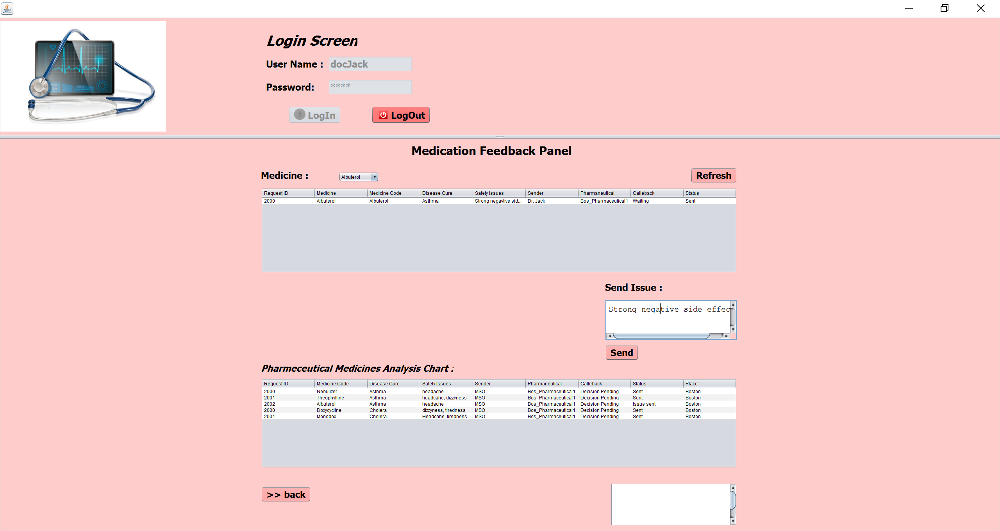 Login Screen
User Name : docJack
Password: ****
LogIn LogOut
Medication Feedback Panel
Medicine : Albuterol Refresh
Request ID Medicine Medicine Code Disease Cure Safety Issues Sender Pharmaneutical Calleback Status
2000 Albuterol Albuterol Asthma Strong negavtive sid... Dr. Jack Bos_Pharmaceutical1 Waiting Sent
Send Issue :
Strong negative side effec
Send
Pharmeceutical Medicines Analysis Chart :
Request ID Medicine Code Disease Cure Safety Issues Sender Pharmaneutical Calleback Status Place
2000 Nebulizer Asthma headache MSO Bos_Pharmaceutical1 Decision Pending Sent Boston
2001 Theophylline Asthma headcahe, dizzyness MSO Bos_Pharmaceutical1 Decision Pending Sent Boston
2002 Albuterol Asthma headache MSO Bos_Pharmaceutical1 Decision Pending Issue sent Boston
2000 Doxycycline Cholera dizzyness, tiredness MSO Bos_Pharmaceutical1 Decision Pending Sent Boston
2001 Monodox Cholera Headcahe, tiredness MSO Bos_Pharmaceutical1 Decision Pending Sent Boston
>> back